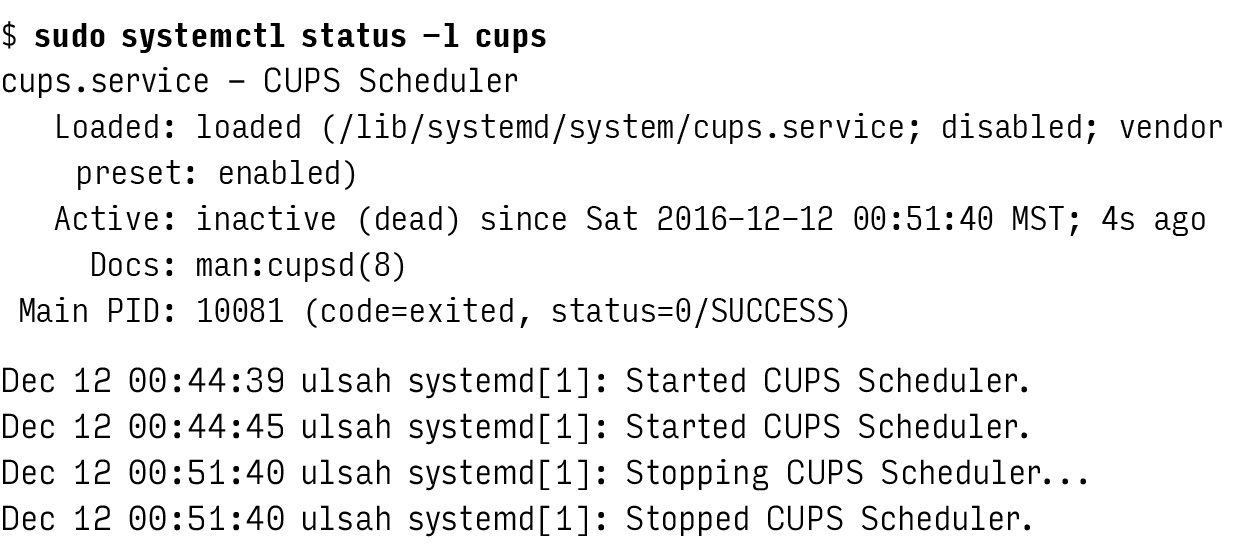 $ sudo systemctl status -l cups
cups.service - CUPS Scheduler
Loaded: loaded (/lib/systemd/system/cups.service; disabled; vendor
preset: enabled)
Active: inactive (dead) since Sat 2016-12-12 00:51:40 MST; 4s ago
Docs: man:cupsd(8)
Main PID: 10081 (code=exited, status=0/SUCCESS)
Dec 12 00:44:39 ulsah systemd[1]: Started CUPS Scheduler.
Dec 12 00:44:45 ulsah systemd[1]: Started CUPS Scheduler.
Dec 12 00:51:40 ulsah systemd[1]: Stopping CUPS Scheduler...
Dec 12 00:51:40 ulsah systemd[1]: Stopped CUPS Scheduler.